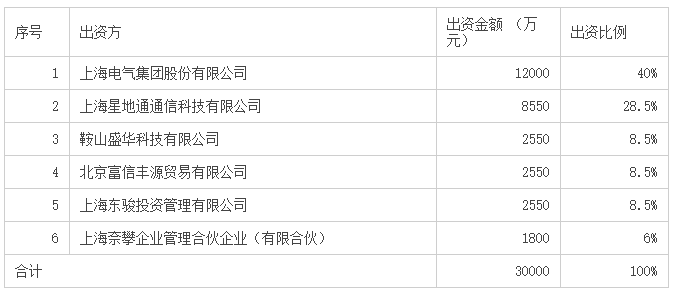 序号 出资方 出资金额 （万元） 出资比例
1 上海电气集团股份有限公司 12000 40%
2 上海星地通通信科技有限公司 8550 28.5%
3 鞍山盛华科技有限公司 2550 8.5%
4 北京富信丰源贸易有限公司 2550 8.5%
5 上海东骏投资管理有限公司 2550 8.5%
6 上海奈攀企业管理合伙企业（有限合伙） 1800 6%
合计 30000 100%